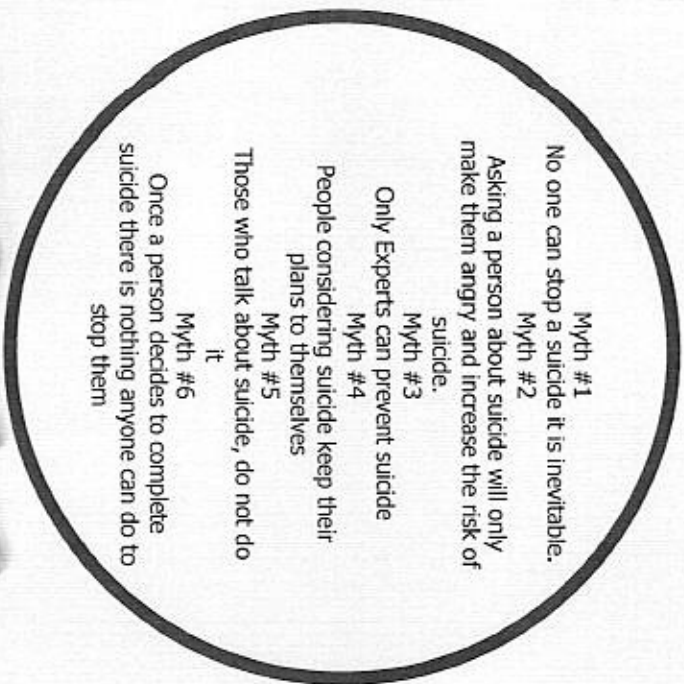 Myth #1
No one can stop a suicide it is inevitable.
Myth #2
Asking a person about suicide will only
make them angry and increase the risk of
suicide.
Myth #3
Only Experts can prevent suicide
Myth #4
People considering suicide keep their
plans to themselves
Myth #5
Those who talk about suicide, do not do
it
Myth #6
Once a person decides to complete
suicide there is nothing anyone can do to
stop them